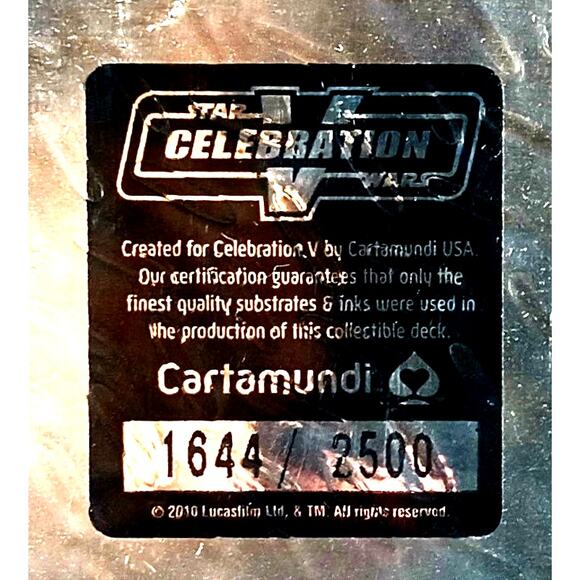 STAR
V
CELEBRATION
WARS
Created for Celebration V by Cartamundi USA.
Our certification guarantees that only the
finest quality substrates & inks were used in
the production of this collectible deck.
Cartamundi
1644 / 2500
© 2010 Lucasfilm Ltd. & TM. All rights reserved.